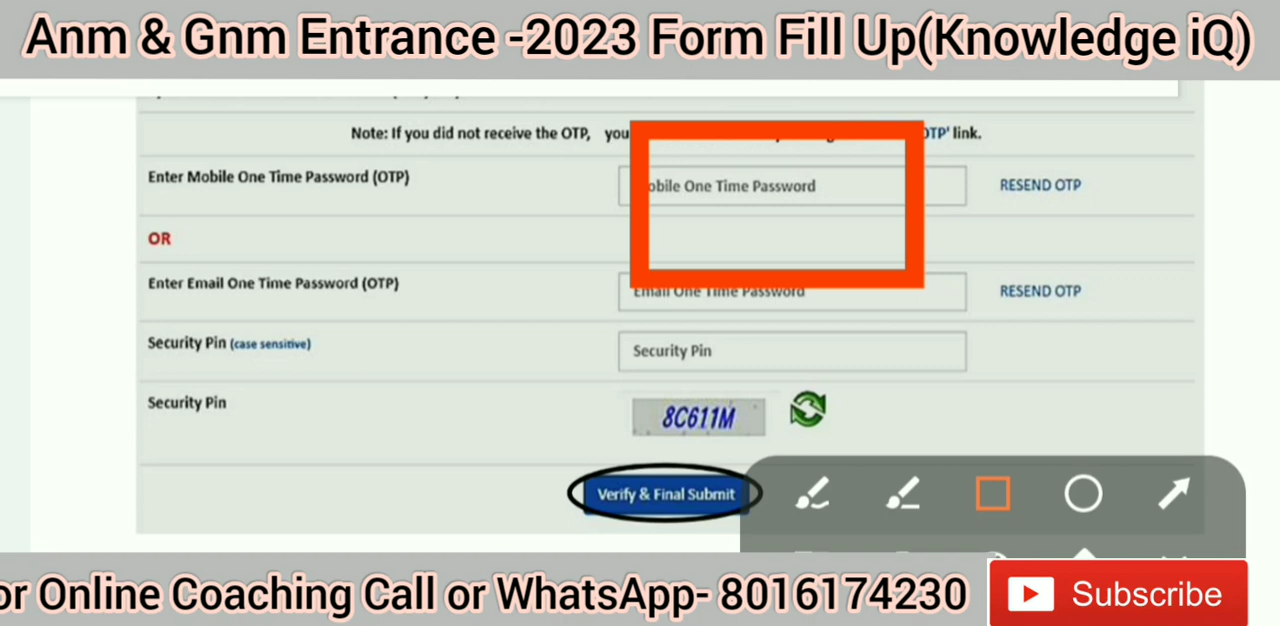 Anm & Gnm Entrance -2023 Form Fill Up(Knowledge iQ)
Note: If you did not receive the OTP, you OTP' link.
Enter Mobile One Time Password (OTP)
obile One Time Password
RESEND OTP
OR
Enter Email One Time Password (OTP)
Email One Time Password
RESEND OTP
Security Pin (case sensitive)
Security Pin
Security Pin
8C611M
Verify & Final Submit
or Online Coaching Call or WhatsApp- 8016174230
Subscribe